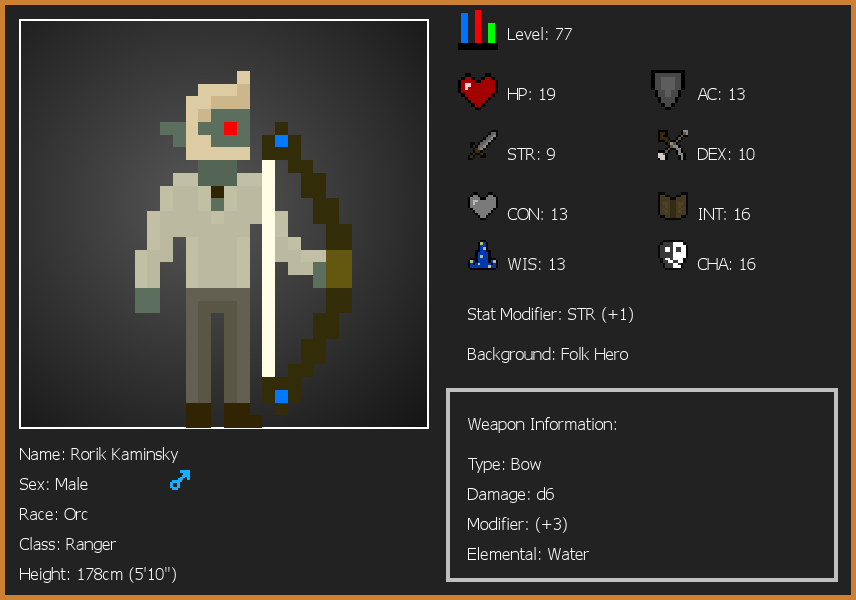 Level: 77
HP: 19
AC: 13
STR: 9
DEX: 10
CON: 13
INT: 16
WIS: 13
CHA: 16
Stat Modifier: STR (+1)
Background: Folk Hero
Weapon Information:
Type: Bow
Damage: d6
Modifier: (+3)
Elemental: Water
Name: Rorik Kaminsky
Sex: Male
Race: Orc
Class: Ranger
Height: 178cm (5'10")